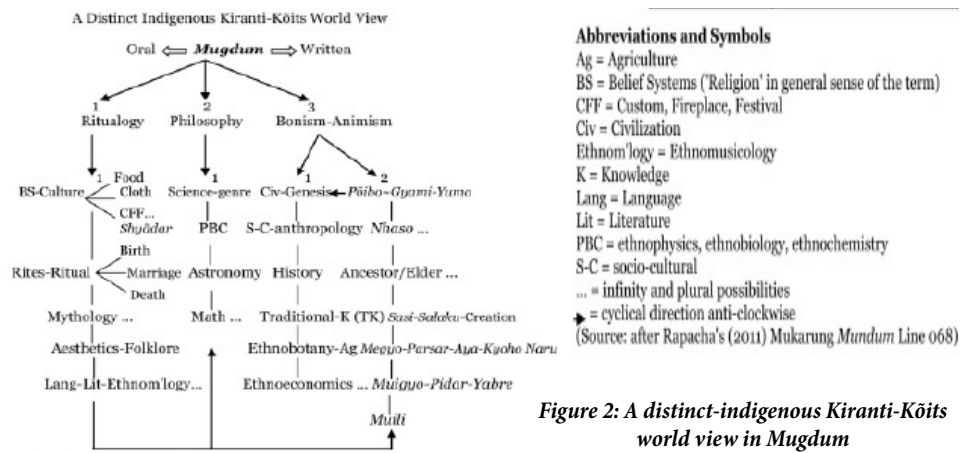 A Distinct Indigenous Kiranti-Kõits World View
Oral Mugdum Written
1 2 3
Ritualogy Philosophy Bonism-Animism
1 1 1 2
Food
BS-Culture Cloth Science-genre Civ-Genesis Põibo-Gyami-Yuma
CFF...
Shyãdar PBC S-C-anthropology Nhaso ...
Birth
Rites-Ritual Marriage Astronomy History Ancestor/Elder ...
Death
Mythology ... Math ... Traditional-K (TK) Sasi-Salaku-Creation
Aesthetics-Folklore Ethnobotany-Ag Megyo-Parsar-Aya-Kyoho Naru
Lang-Lit-Ethnom'logy... Ethnoeconomics ... Muigyo-Pidar-Yabre
Muili
Abbreviations and Symbols
Ag = Agriculture
BS = Belief Systems ('Religion' in general sense of the term)
CFF = Custom, Fireplace, Festival
Civ = Civilization
Ethnom'logy = Ethnomusicology
K = Knowledge
Lang = Language
Lit = Literature
PBC = ethnophysics, ethnobiology, ethnochemistry
S-C = socio-cultural
... = infinity and plural possibilities
= cyclical direction anti-clockwise
(Source: after Rapacha's (2011) Mukarung Mundum Line 068)
Figure 2: A distinct-indigenous Kiranti-Kõits
world view in Mugdum